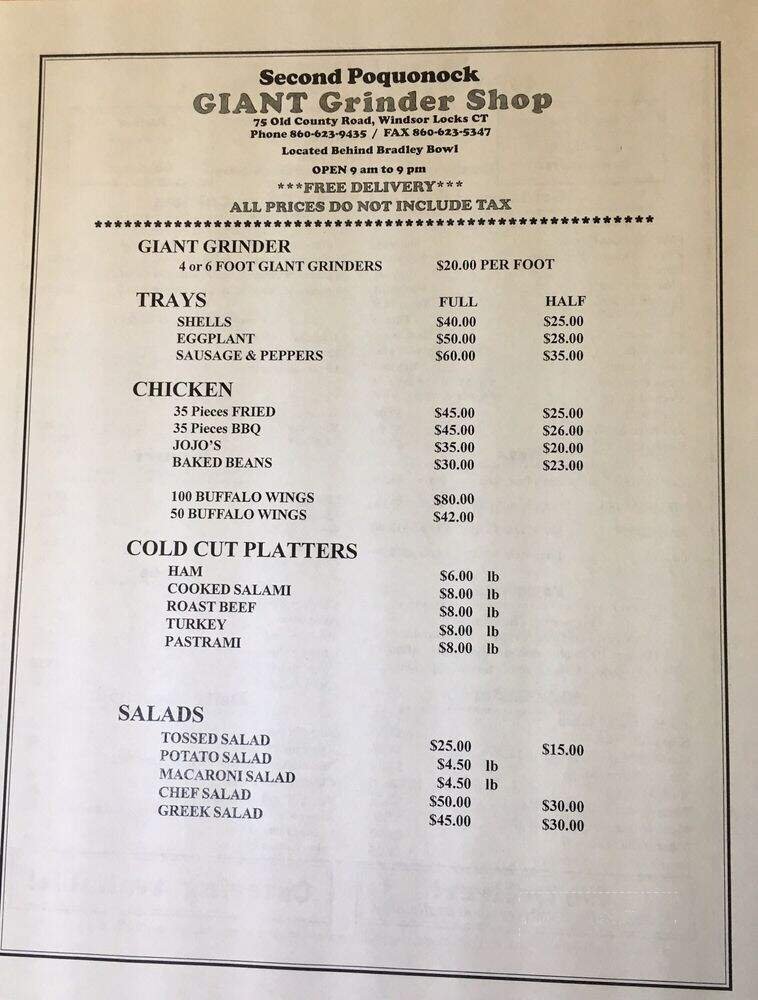 Second Poquonock
GIANT Grinder Shop
75 Old County Road, Windsor Locks CT
Phone 860-623-9435 / FAX 860-623-5347
Located Behind Bradley Bowl
OPEN 9 am to 9 pm
***FREE DELIVERY***
ALL PRICES DO NOT INCLUDE TAX
************************************************************
GIANT GRINDER
4 or 6 FOOT GIANT GRINDERS $20.00 PER FOOT
TRAYS FULL HALF
SHELLS $40.00 $25.00
EGGPLANT $50.00 $28.00
SAUSAGE & PEPPERS $60.00 $35.00
CHICKEN
35 Pieces FRIED $45.00 $25.00
35 Pieces BBQ $45.00 $26.00
JOJO'S $35.00 $20.00
BAKED BEANS $30.00 $23.00
100 BUFFALO WINGS $80.00
50 BUFFALO WINGS $42.00
COLD CUT PLATTERS
HAM $6.00 lb
COOKED SALAMI $8.00 lb
ROAST BEEF $8.00 lb
TURKEY $8.00 lb
PASTRAMI $8.00 lb
SALADS
TOSSED SALAD $25.00 $15.00
POTATO SALAD $4.50 lb
MACARONI SALAD $4.50 lb
CHEF SALAD $50.00 $30.00
GREEK SALAD $45.00 $30.00